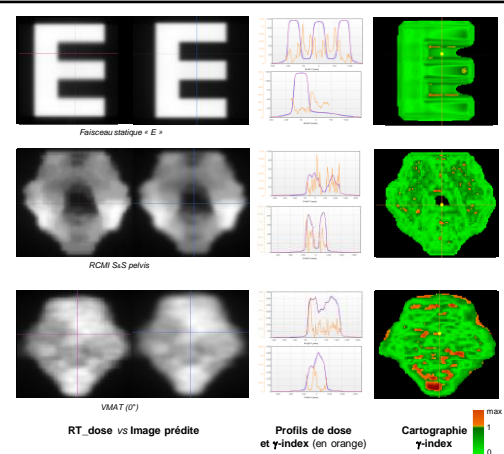 Faisceau statique « E »
RCMI S&S pelvis
VMAT (0°)
RT_dose vs Image prédite
Profils de dose
et γ-index (en orange)
Cartographie
γ-index
max
1
0